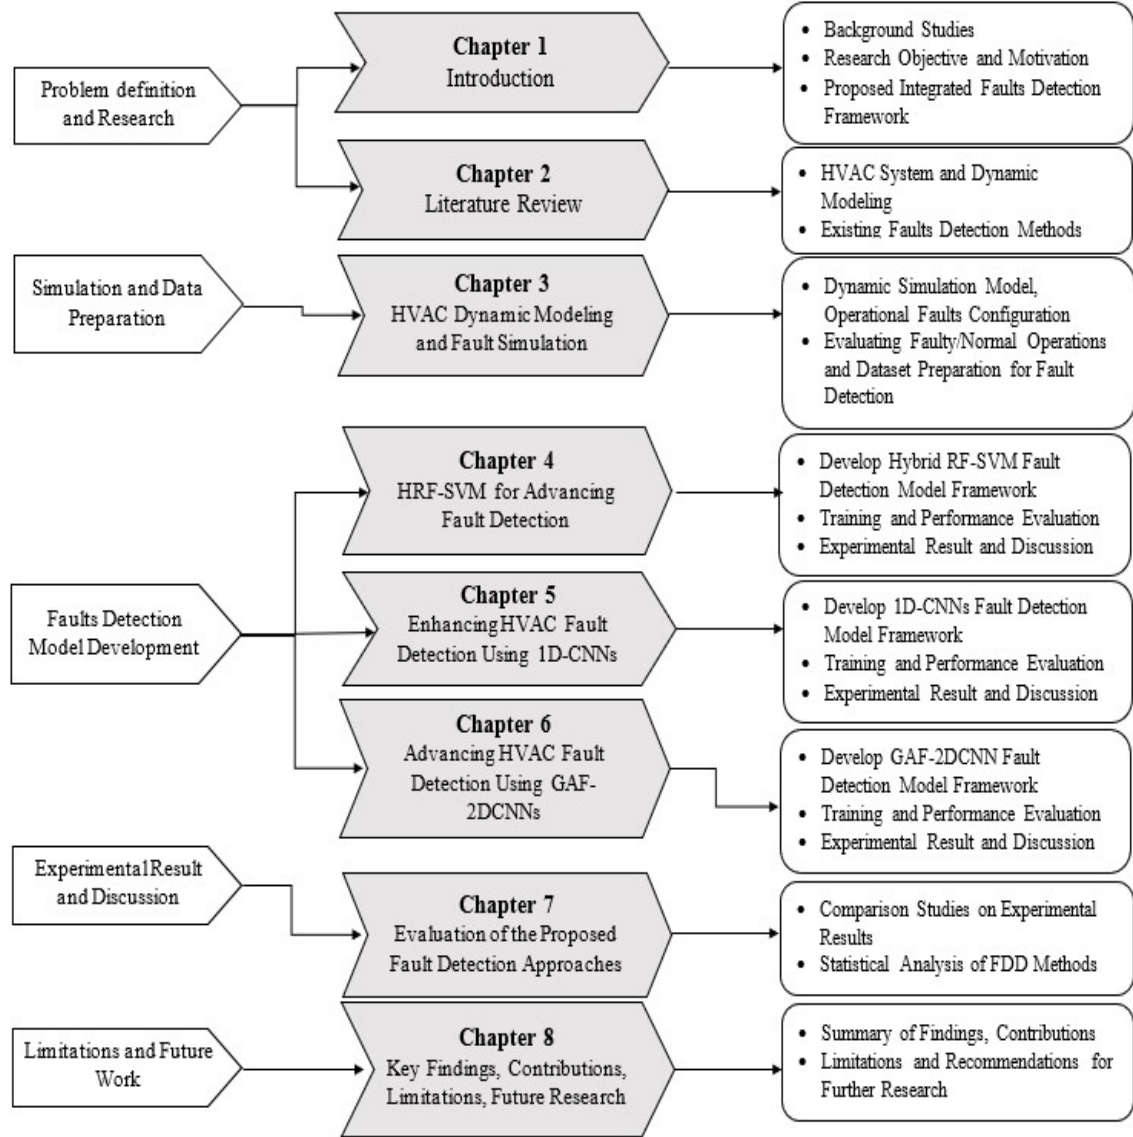 Problem definition
and Research
Chapter 1
Introduction
• Background Studies
• Research Objective and Motivation
• Proposed Integrated Faults Detection
Framework
Chapter 2
Literature Review
• HVAC System and Dynamic
Modeling
• Existing Faults Detection Methods
Simulation and Data
Preparation
Chapter 3
HVAC Dynamic Modeling
and Fault Simulation
• Dynamic Simulation Model,
Operational Faults Configuration
• Evaluating Faulty/Normal Operations
and Dataset Preparation for Fault
Detection
Faults Detection
Model Development
Chapter 4
HRF-SVM for Advancing
Fault Detection
• Develop Hybrid RF-SVM Fault
Detection Model Framework
• Training and Performance Evaluation
• Experimental Result and Discussion
Chapter 5
Enhancing HVAC Fault
Detection Using 1D-CNNs
• Develop 1D-CNNs Fault Detection
Model Framework
• Training and Performance Evaluation
• Experimental Result and Discussion
Chapter 6
Advancing HVAC Fault
Detection Using GAF-
2DCNNs
• Develop GAF-2DCNN Fault
Detection Model Framework
• Training and Performance Evaluation
• Experimental Result and Discussion
Experimental Result
and Discussion
Chapter 7
Evaluation of the Proposed
Fault Detection Approaches
• Comparison Studies on Experimental
Results
• Statistical Analysis of FDD Methods
Limitations and Future
Work
Chapter 8
Key Findings, Contributions,
Limitations, Future Research
• Summary of Findings, Contributions
• Limitations and Recommendations for
Further Research